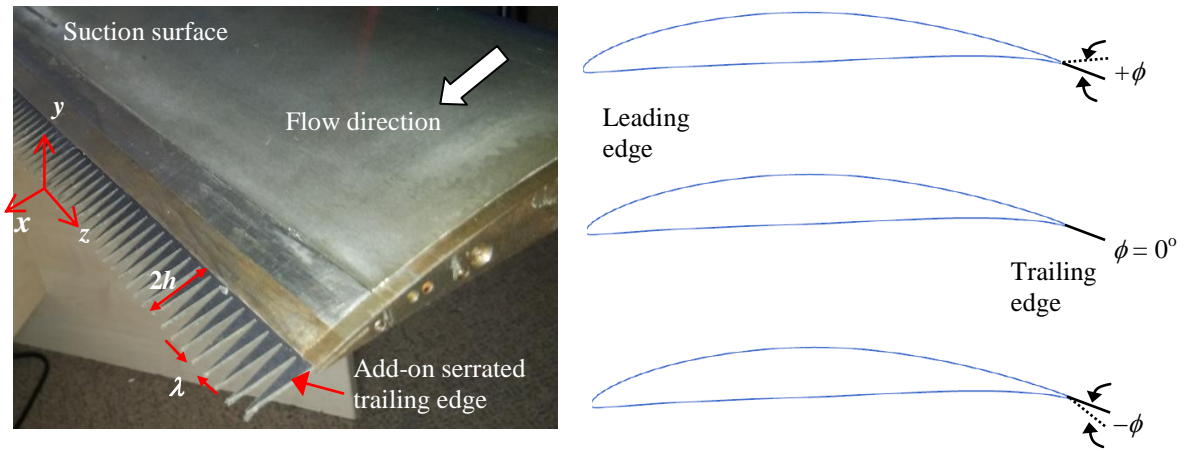 Suction surface
Flow direction
y
x
z
2h
λ
Add-on serrated
trailing edge
+ϕ
Leading
edge
ϕ = 0°
Trailing
edge
−ϕ